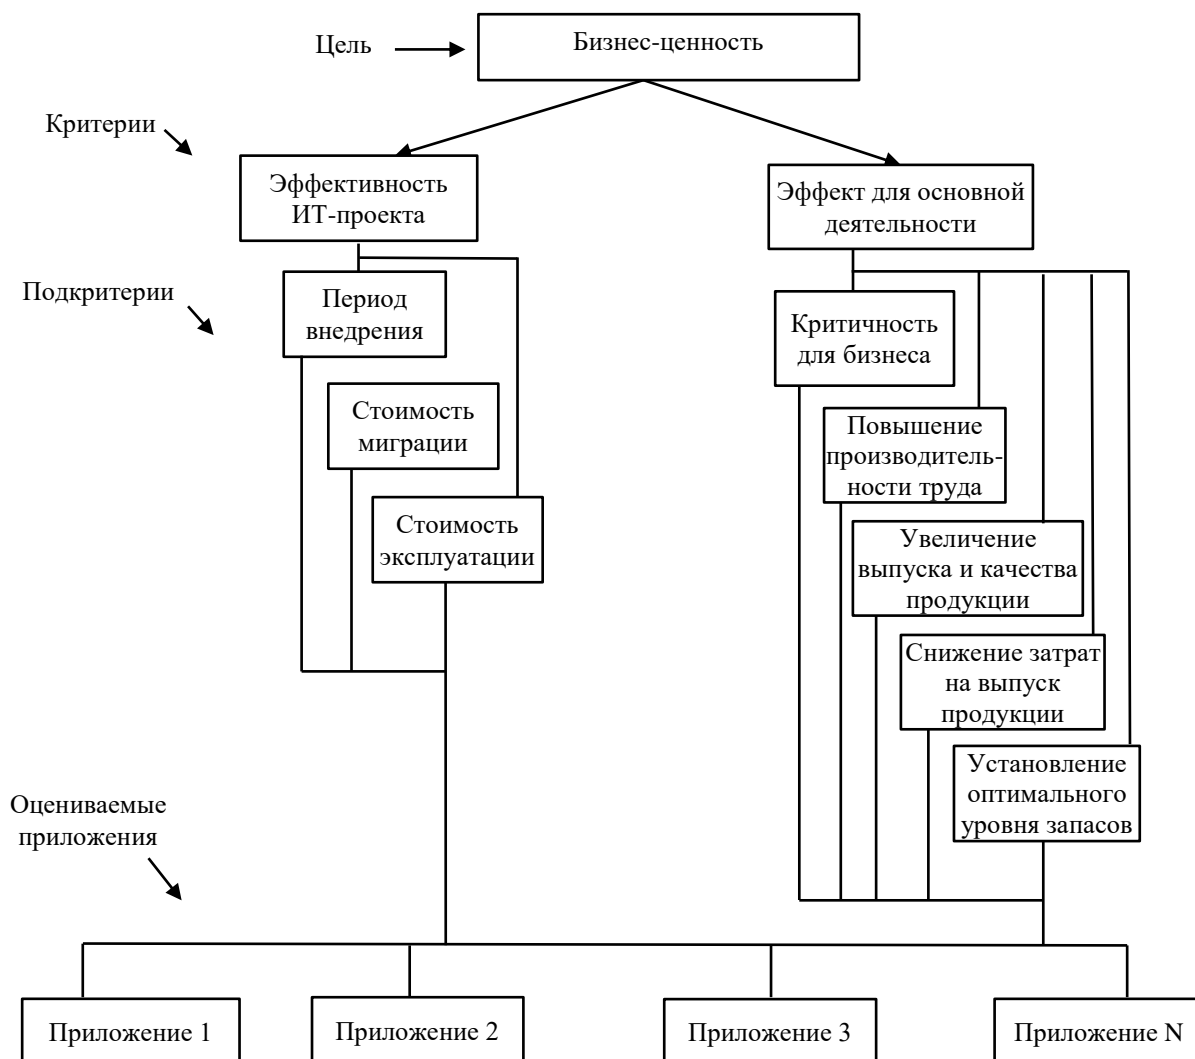 Цель
Бизнес-ценность
Критерии
Эффективность
ИТ-проекта
Эффект для основной
деятельности
Подкритерии
Период
внедрения
Стоимость
миграции
Стоимость
эксплуатации
Критичность
для бизнеса
Повышение
производитель-
ности труда
Увеличение
выпуска и качества
продукции
Снижение затрат
на выпуск
продукции
Установление
оптимального
уровня запасов
Оцениваемые
приложения
Приложение 1
Приложение 2
Приложение 3
Приложение N